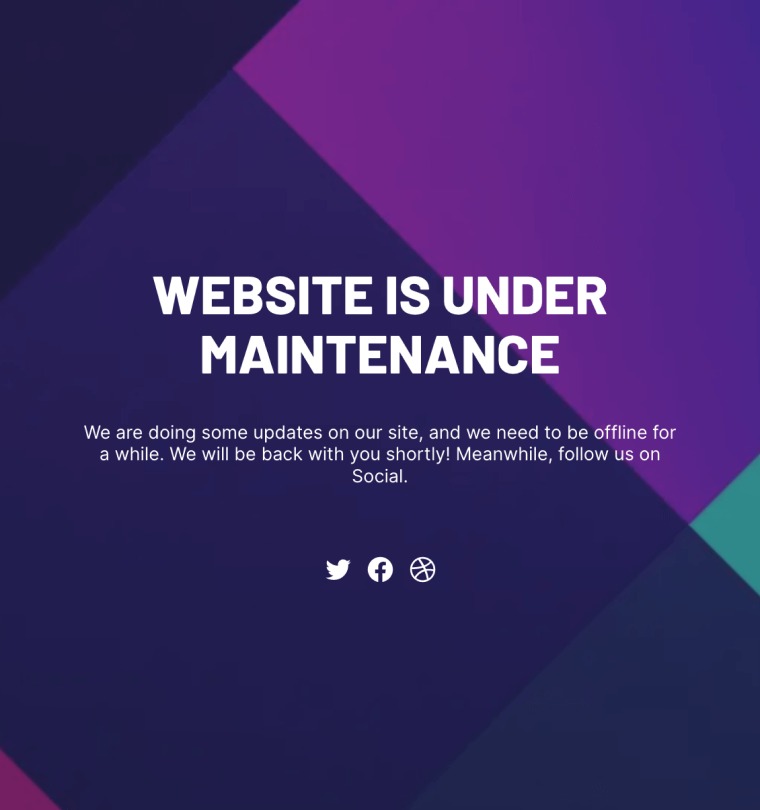 WEBSITE IS UNDER
MAINTENANCE
We are doing some updates on our site, and we need to be offline for
a while. We will be back with you shortly! Meanwhile, follow us on
Social.